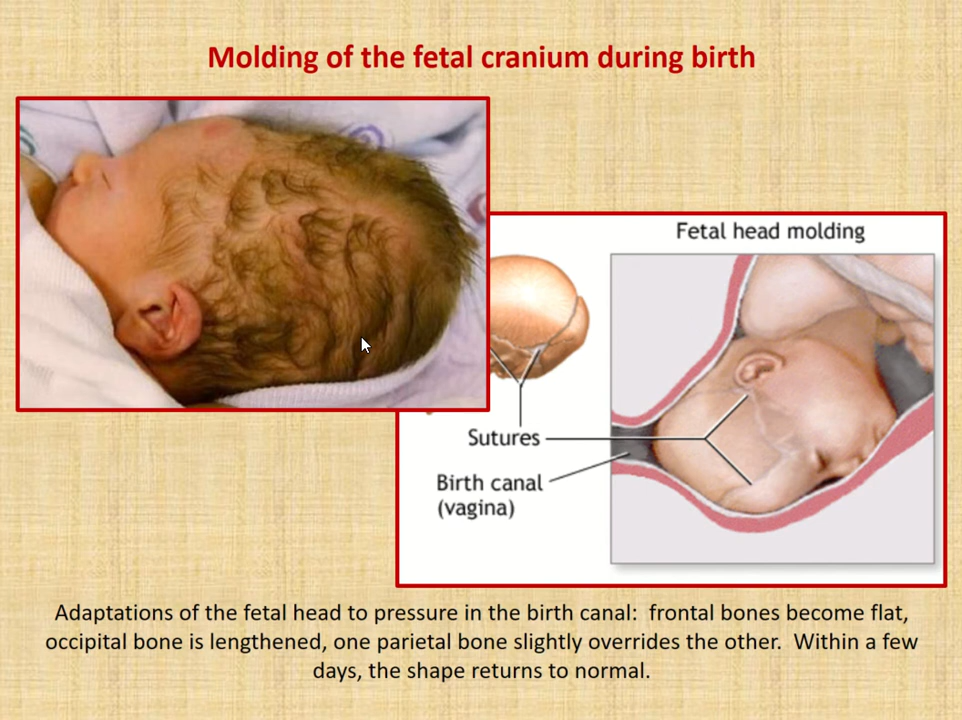 Molding of the fetal cranium during birth
Fetal head molding
Sutures
Birth canal
(vagina)
Adaptations of the fetal head to pressure in the birth canal:  frontal bones become flat,
occipital bone is lengthened, one parietal bone slightly overrides the other.  Within a few
days, the shape returns to normal.